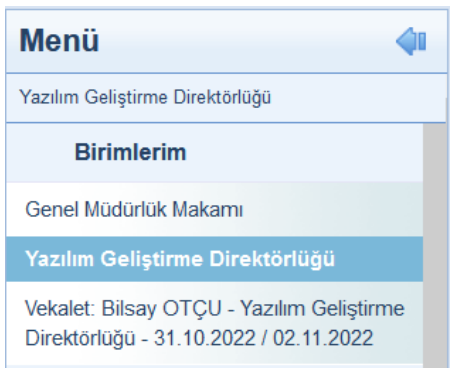 Menü
Yazılım Geliştirme Direktörlüğü
Birimlerim
Genel Müdürlük Makamı
Yazılım Geliştirme Direktörlüğü
Vekalet: Bilsay OTÇU - Yazılım Geliştirme
Direktörlüğü - 31.10.2022 / 02.11.2022